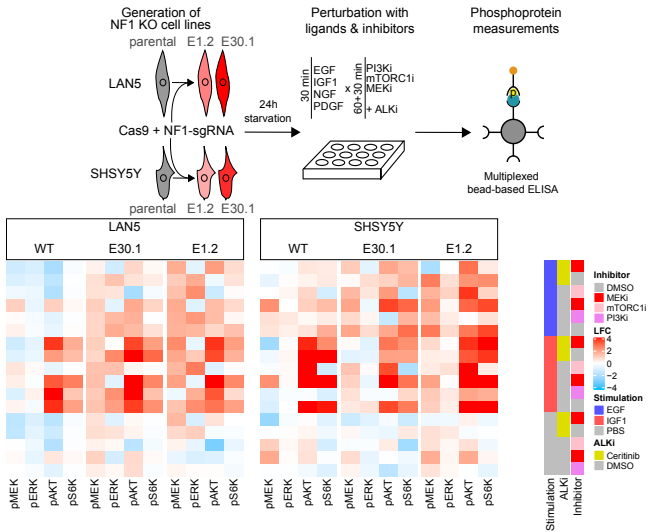 Generation of
NF1 KO cell lines
Perturbation with
ligands & inhibitors
Phosphoprotein
measurements
parental E1.2 E30.1
LAN5
Cas9 + NF1-sgRNA
SHSY5Y
parental E1.2 E30.1
24h
starvation
30 min
EGF
IGF1
NGF
PDGF
x
60+30 min
PI3Ki
mTORC1i
MEKi
+ ALKi
p
Multiplexed
bead-based ELISA
LAN5
WT E30.1 E1.2
SHSY5Y
WT E30.1 E1.2
pMEK pERK pAKT pS6K pMEK pERK pAKT pS6K pMEK pERK pAKT pS6K
pMEK pERK pAKT pS6K pMEK pERK pAKT pS6K pMEK pERK pAKT pS6K
Stimulation ALKi Inhibitor
Inhibitor
DMSO
MEKi
mTORC1i
PI3Ki
LFC
4
2
0
−2
−4
Stimulation
EGF
IGF1
PBS
ALKi
Ceritinib
DMSO